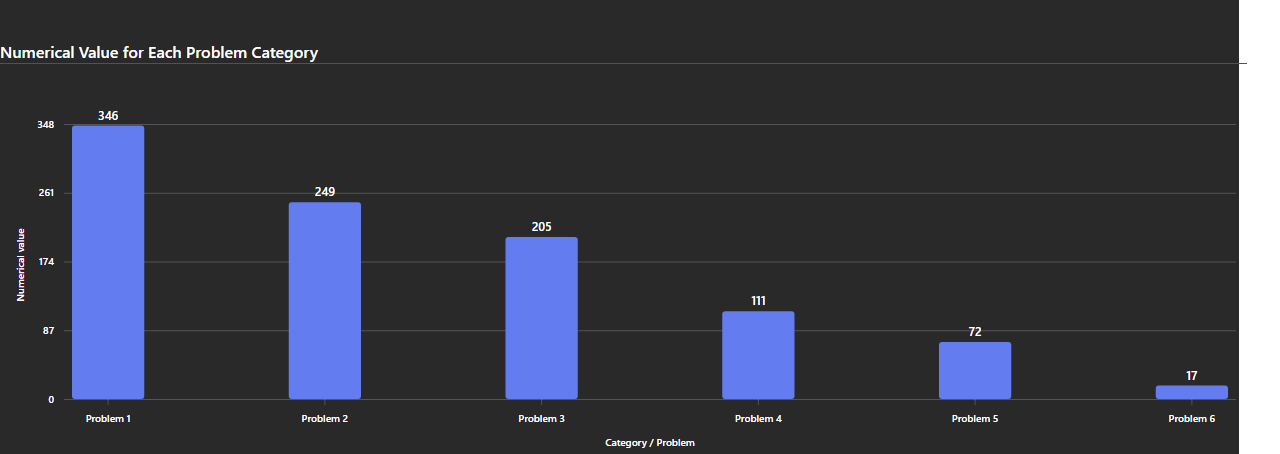 Numerical Value for Each Problem Category
346
348
261
249
205
174
111
87
72
17
0
Numerical value
Problem 1
Problem 2
Problem 3
Problem 4
Problem 5
Problem 6
Category / Problem